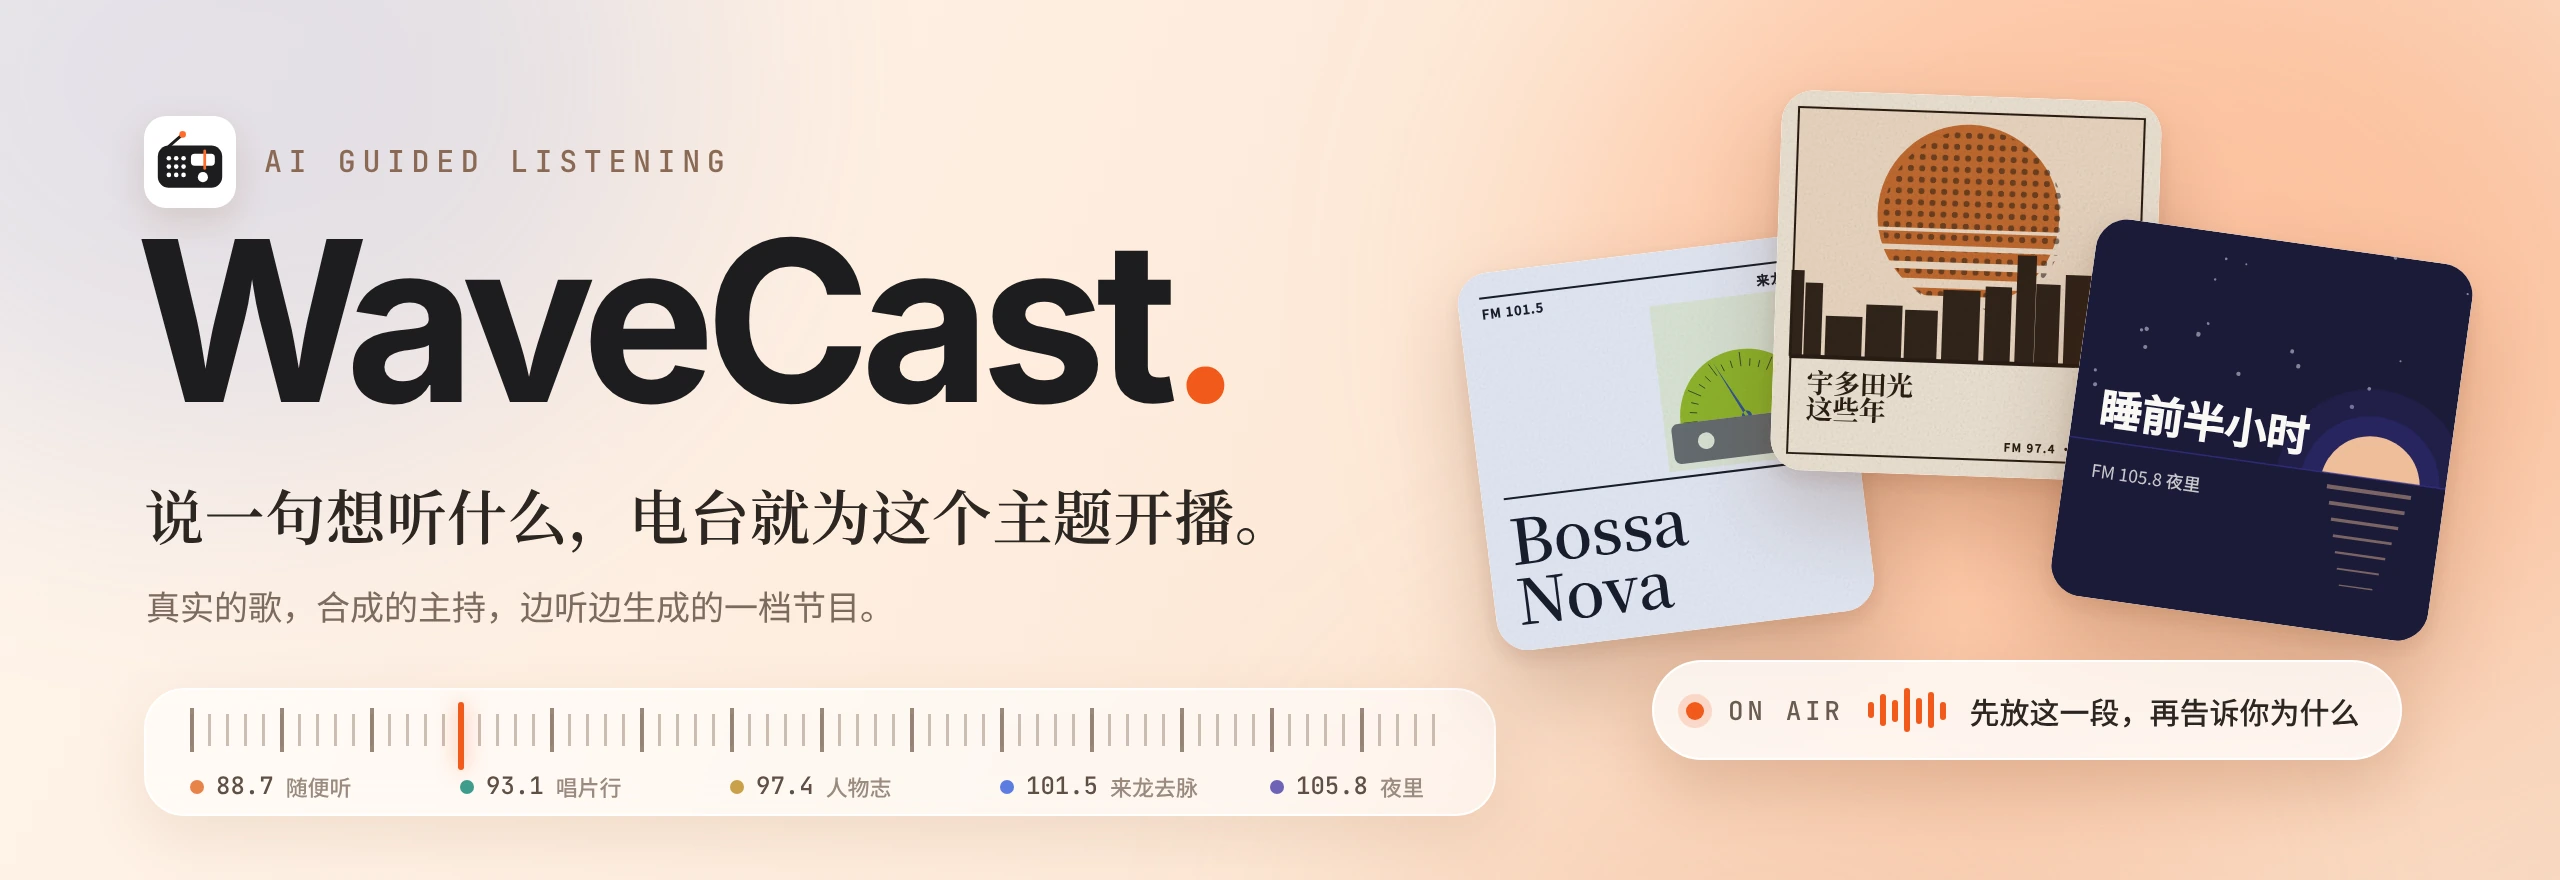 AI GUIDED LISTENING
WaveCast.
说一句想听什么，电台就为这个主题开播。
真实的歌，合成的主持，边听边生成的一档节目。
88.7 随便听
93.1 唱片行
97.4 人物志
101.5 来龙去脉
105.8 夜里
FM 101.5
Bossa
Nova
宇多田光
这些年
FM 97.4
睡前半小时
FM 105.8 夜里
ON AIR
先放这一段，再告诉你为什么